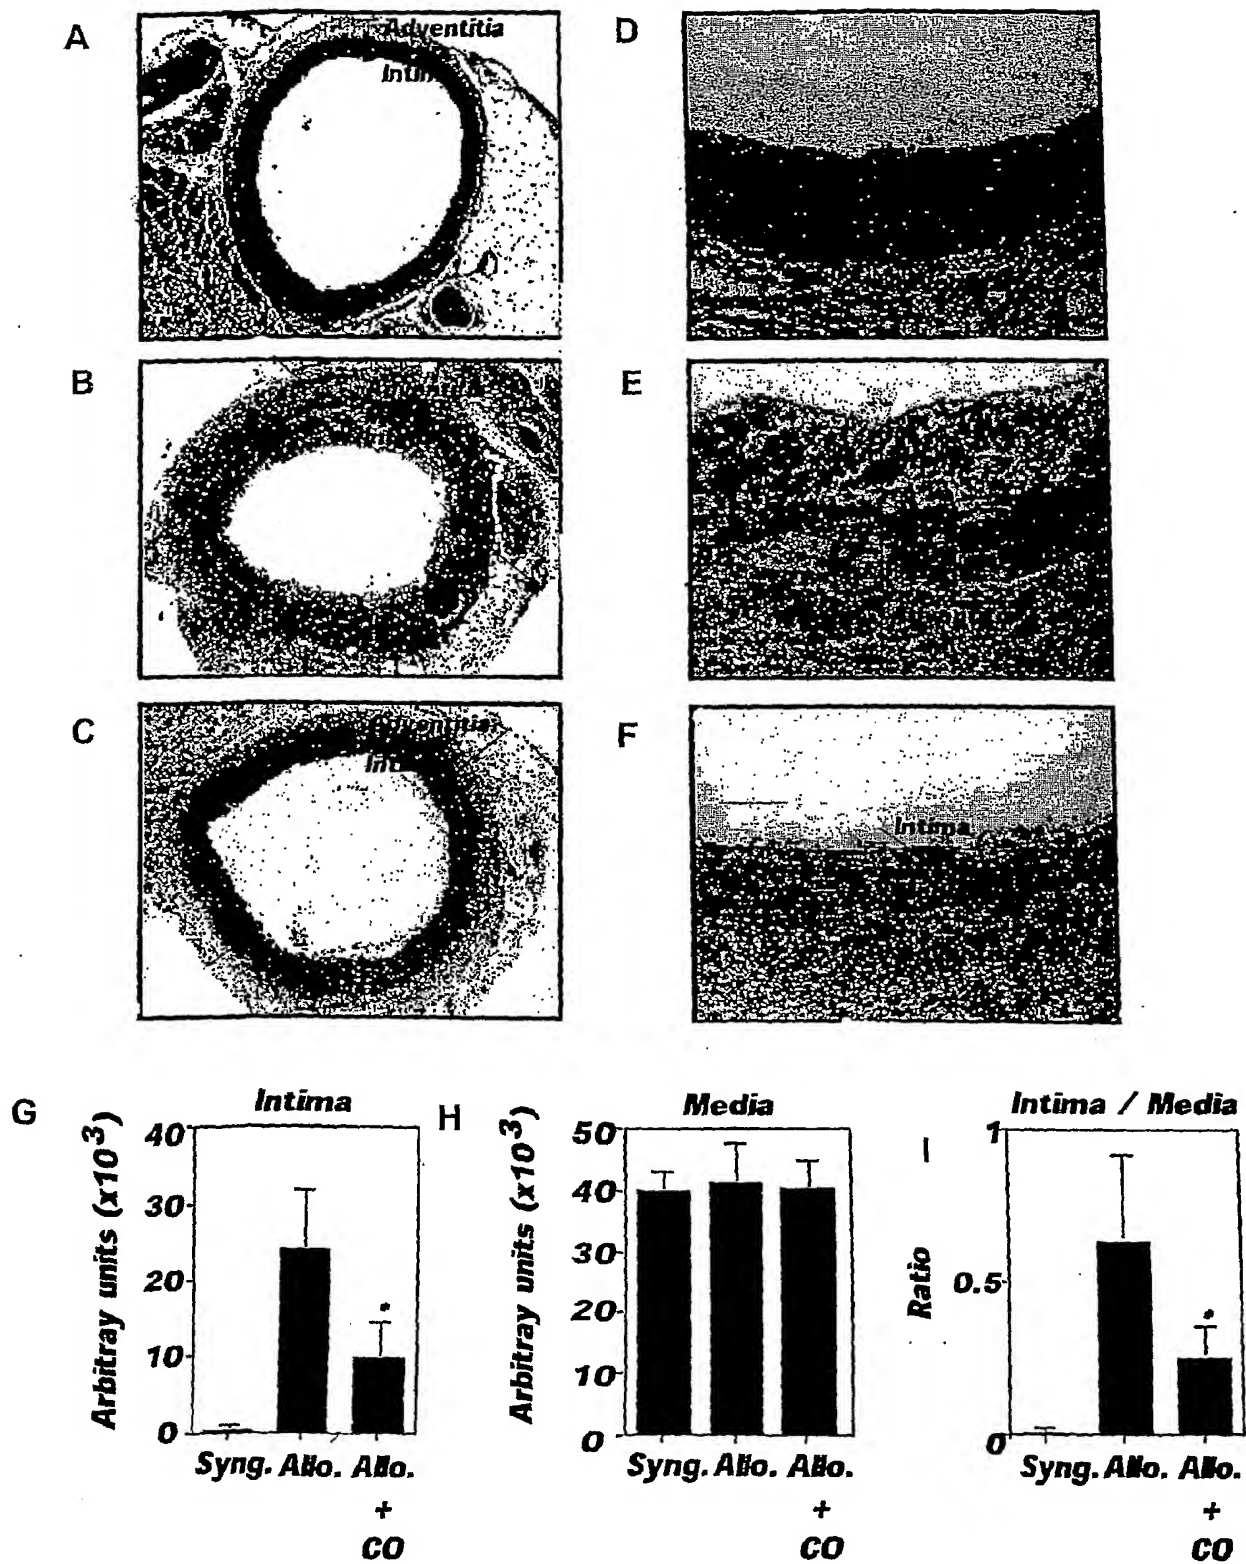 A
Adventitia
D
B
E
C
Adventitia
F
Intima
G
Intima
Arbitray units (x10³)
40
30
20
10
0
Syng. Allo. Allo.
+
CO
H
Media
Arbitray units (x10³)
50
40
30
20
10
0
Syng. Allo. Allo.
+
CO
I
Intima / Media
Ratio
1
0.5
0
*
*
Syng. Allo. Allo.
+
CO